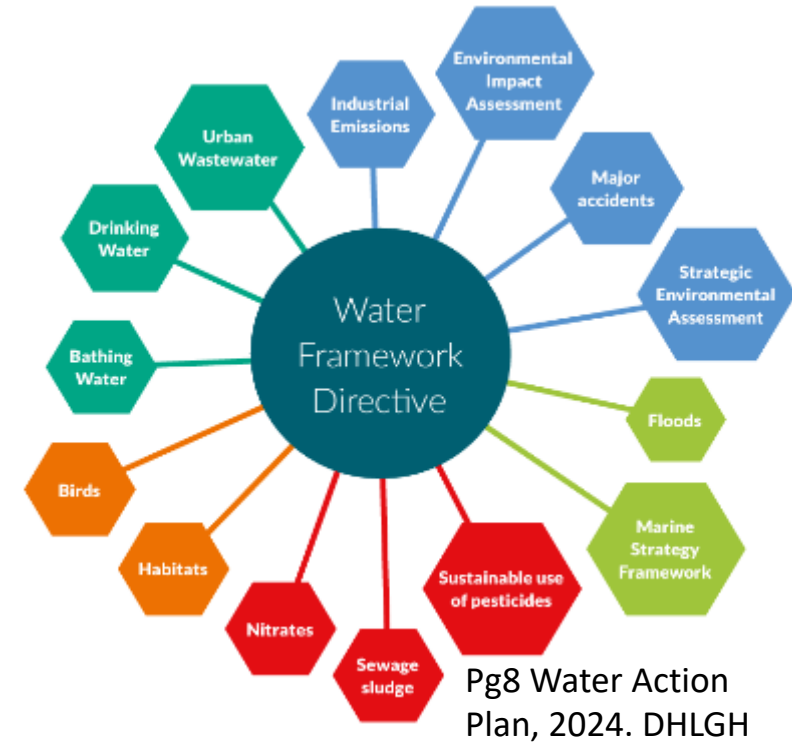 Environmental
Impact
Assessment
Industrial
Emissions
Urban
Wastewater
Major
accidents
Drinking
Water
Strategic
Environmental
Assessment
Water
Framework
Directive
Bathing
Water
Floods
Birds
Marine
Strategy
Framework
Habitats
Sustainable use
of pesticides
Nitrates
Sewage
sludge
Pg8 Water Action
Plan, 2024. DHLGH